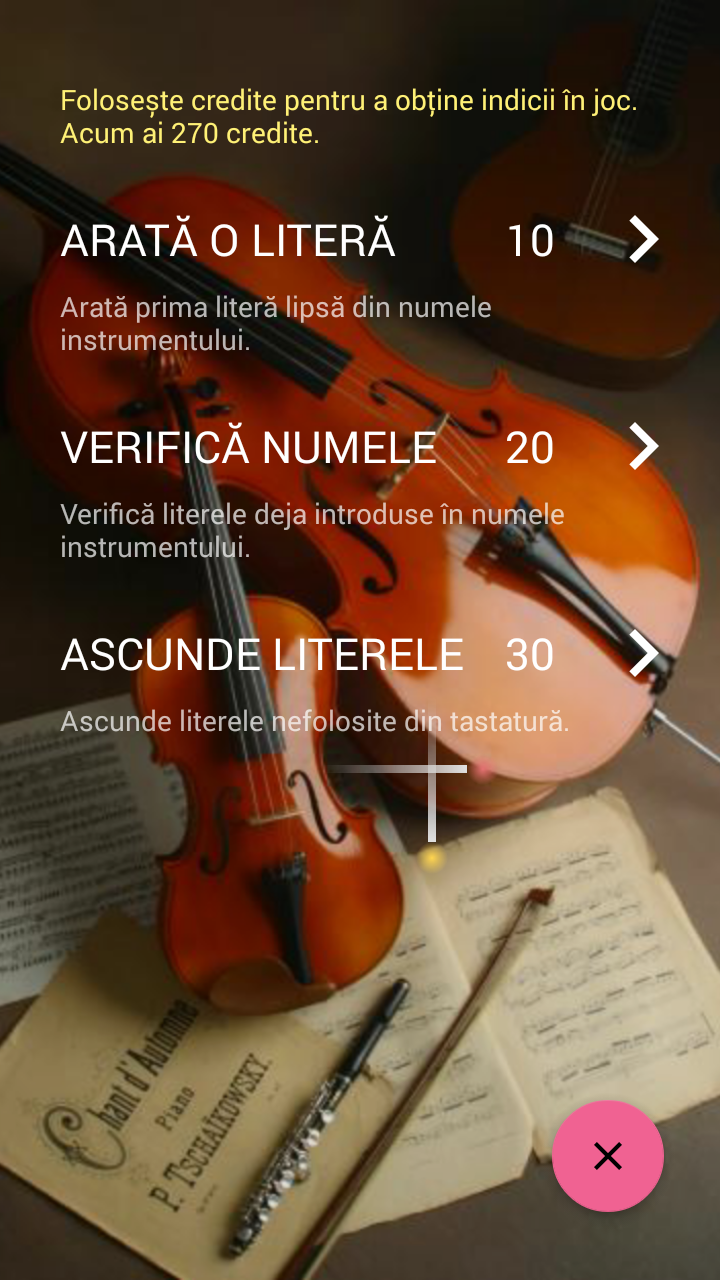 Folosește credite pentru a obține indicii în joc.
Acum ai 270 credite.
ARATĂ O LITERĂ 10
Arată prima literă lipsă din numele
instrumentului.
VERIFICĂ NUMELE 20
Verifică literele deja introduse în numele
instrumentului.
ASCUNDE LITERELE 30
Ascunde literele nefolosite din tastatură.
Chant d'Automne
Piano
P. TSCHAÏKOWSKY.